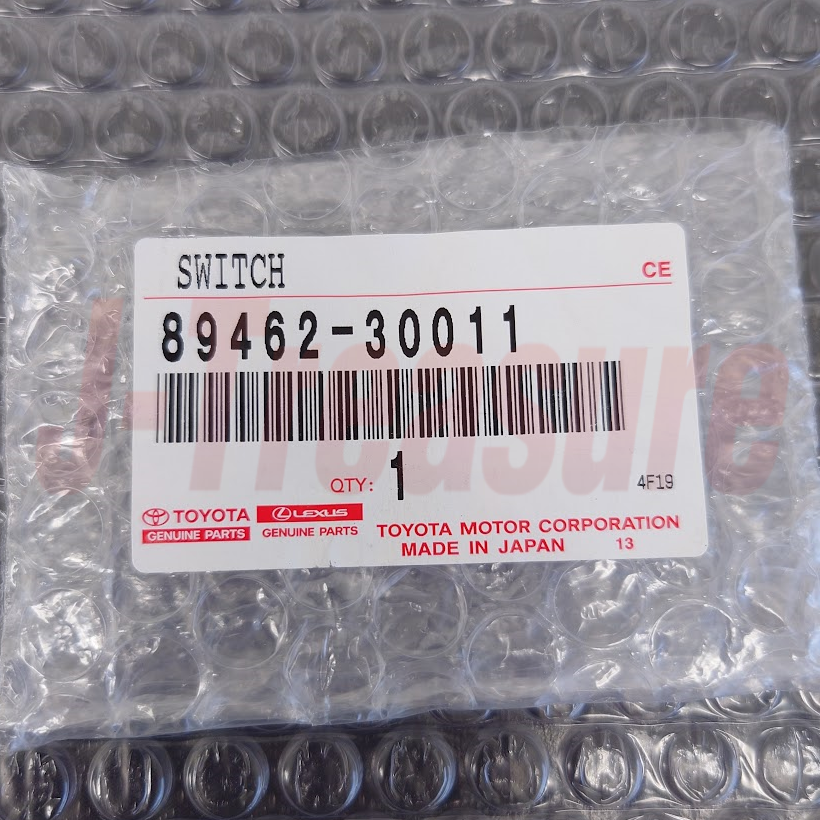 SWITCH
CE
89462-30011
QTY: 1
4F19
TOYOTA
GENUINE PARTS
LEXUS
GENUINE PARTS
TOYOTA MOTOR CORPORATION
MADE IN JAPAN 13
J-Treasure